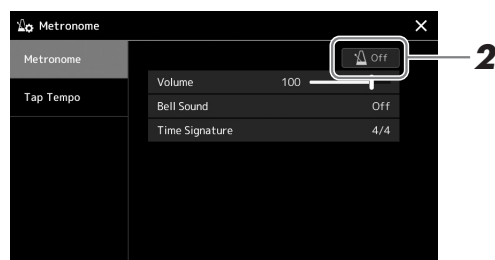 Metronome
Metronome
Off
2
Volume 100
Tap Tempo
Bell Sound Off
Time Signature 4/4